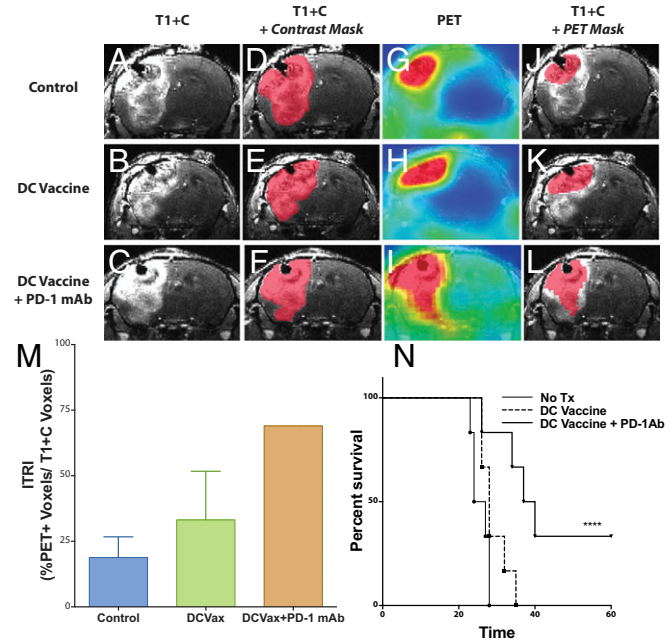 T1+C
T1+C
+ Contrast Mask
PET
T1+C
+ PET Mask
Control
A
D
G
J
DC Vaccine
B
E
H
K
DC Vaccine
+ PD-1 mAb
C
F
I
L
M
ITRI
(%PET+ Voxels/ T1+C Voxels)
100
75
50
25
0
Control
DCVax
DCVax+PD-1 mAb
N
No Tx
DC Vaccine
DC Vaccine + PD-1Ab
Percent survival
100
50
0
****
0
20
40
60
Time